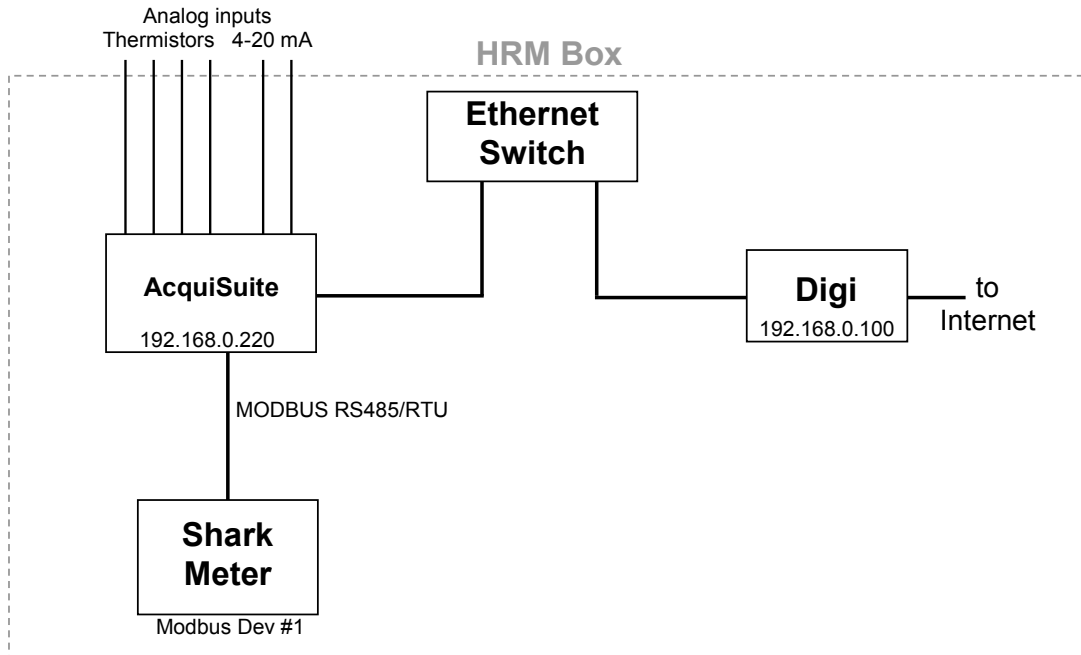 Analog inputs
Thermistors 4-20 mA
HRM Box
Ethernet
Switch
AcquiSuite
192.168.0.220
Digi
192.168.0.100
to
Internet
MODBUS RS485/RTU
Shark
Meter
Modbus Dev #1